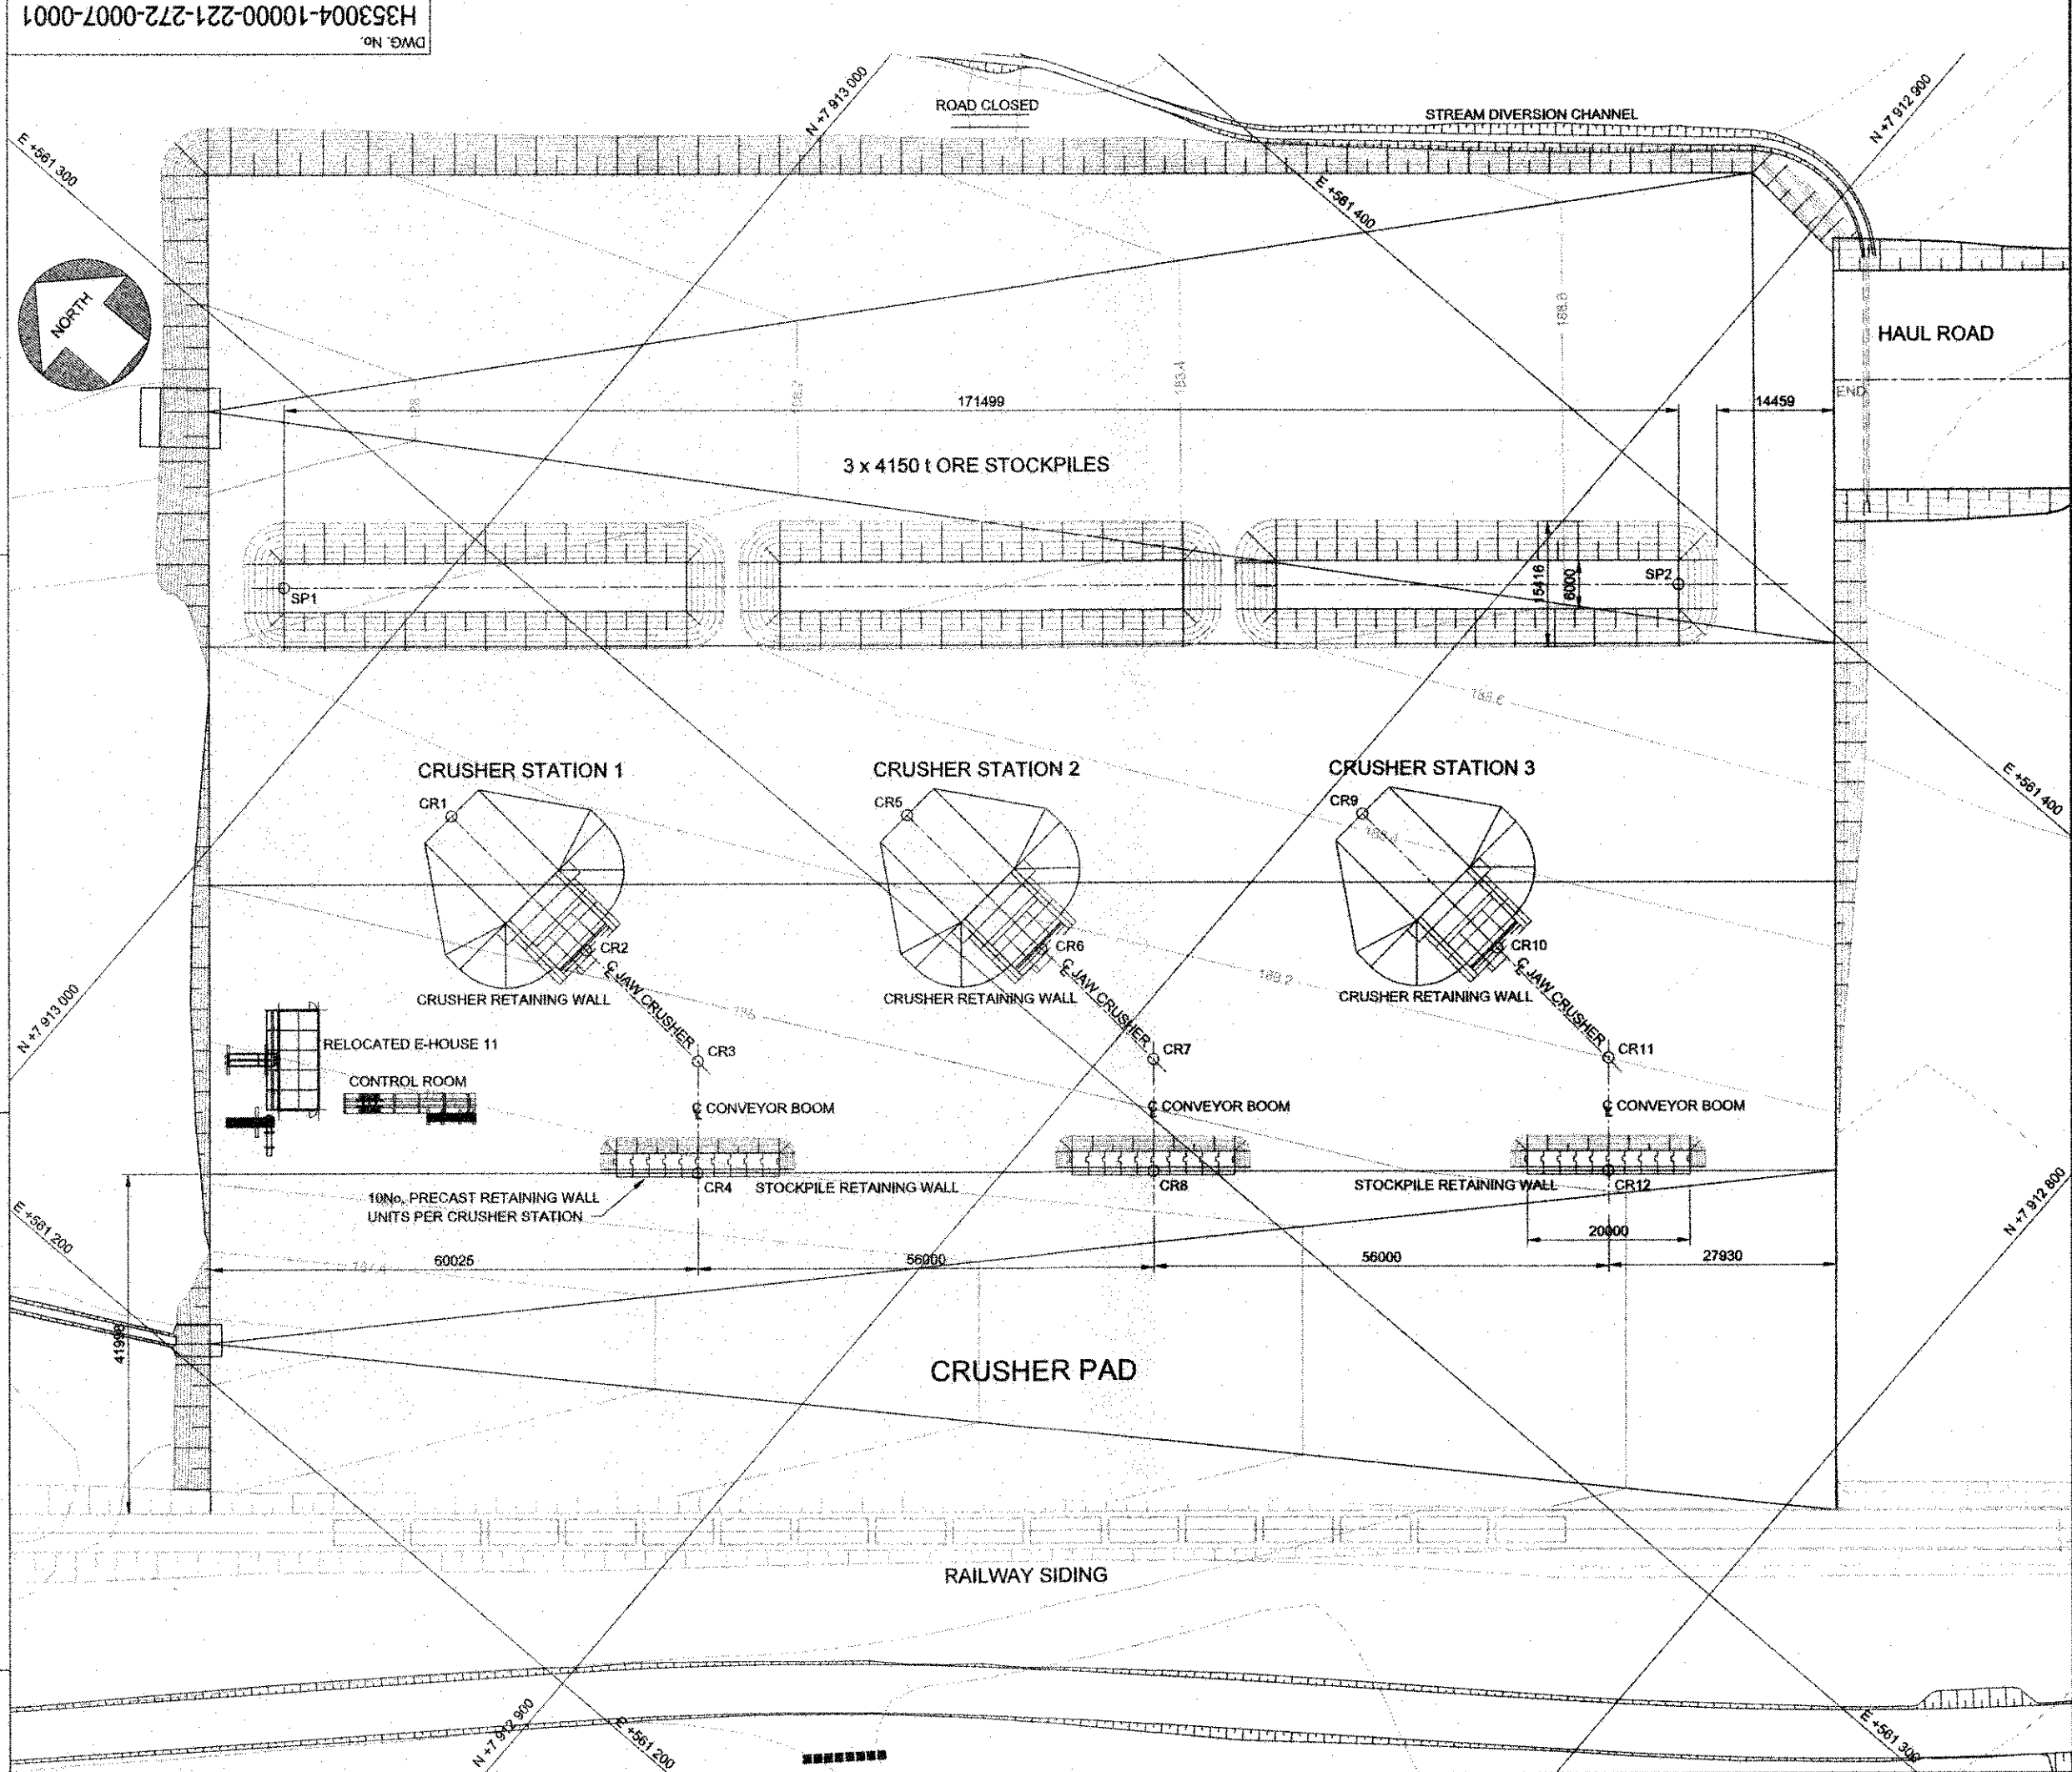 H353004-10000-221-272-0007-0001
DWG. No.
N +7 913 000
ROAD CLOSED
STREAM DIVERSION CHANNEL
N +7 912 900
E +561 300
E +561 400
NORTH
HAUL ROAD
END
188.8
183.4
171499
14459
3 x 4150 t ORE STOCKPILES
SP1
15416
6000
SP2
CRUSHER STATION 1
CRUSHER STATION 2
CRUSHER STATION 3
E +561 400
CR1
CR5
CR9
CR2
CR6
CR10
℄ JAW CRUSHER
℄ JAW CRUSHER
℄ JAW CRUSHER
CRUSHER RETAINING WALL
CRUSHER RETAINING WALL
CRUSHER RETAINING WALL
N +7 913 000
RELOCATED E-HOUSE 11
CR3
CR7
CR11
CONTROL ROOM
℄ CONVEYOR BOOM
℄ CONVEYOR BOOM
℄ CONVEYOR BOOM
CR4
STOCKPILE RETAINING WALL
CR8
STOCKPILE RETAINING WALL
CR12
10No. PRECAST RETAINING WALL
UNITS PER CRUSHER STATION
E +561 200
N +7 912 800
20000
60025
56000
56000
27930
41998
CRUSHER PAD
RAILWAY SIDING
N +7 912 900
E +561 200
E +561 300